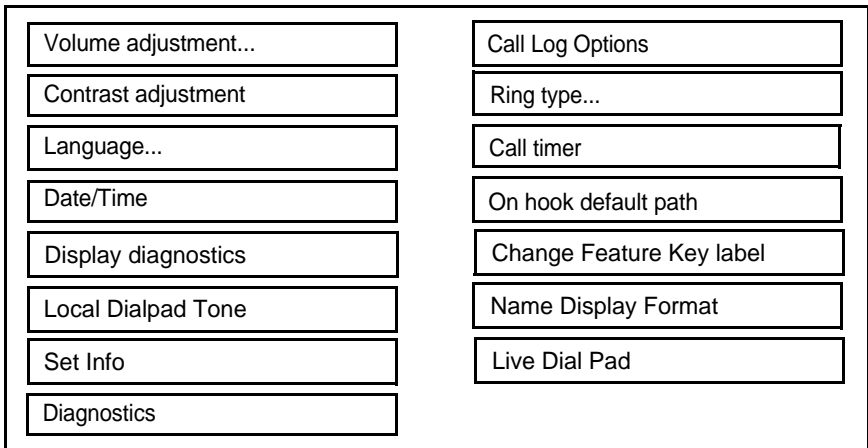 Volume adjustment...
Contrast adjustment
Language...
Date/Time
Display diagnostics
Local Dialpad Tone
Set Info
Diagnostics
Call Log Options
Ring type...
Call timer
On hook default path
Change Feature Key label
Name Display Format
Live Dial Pad